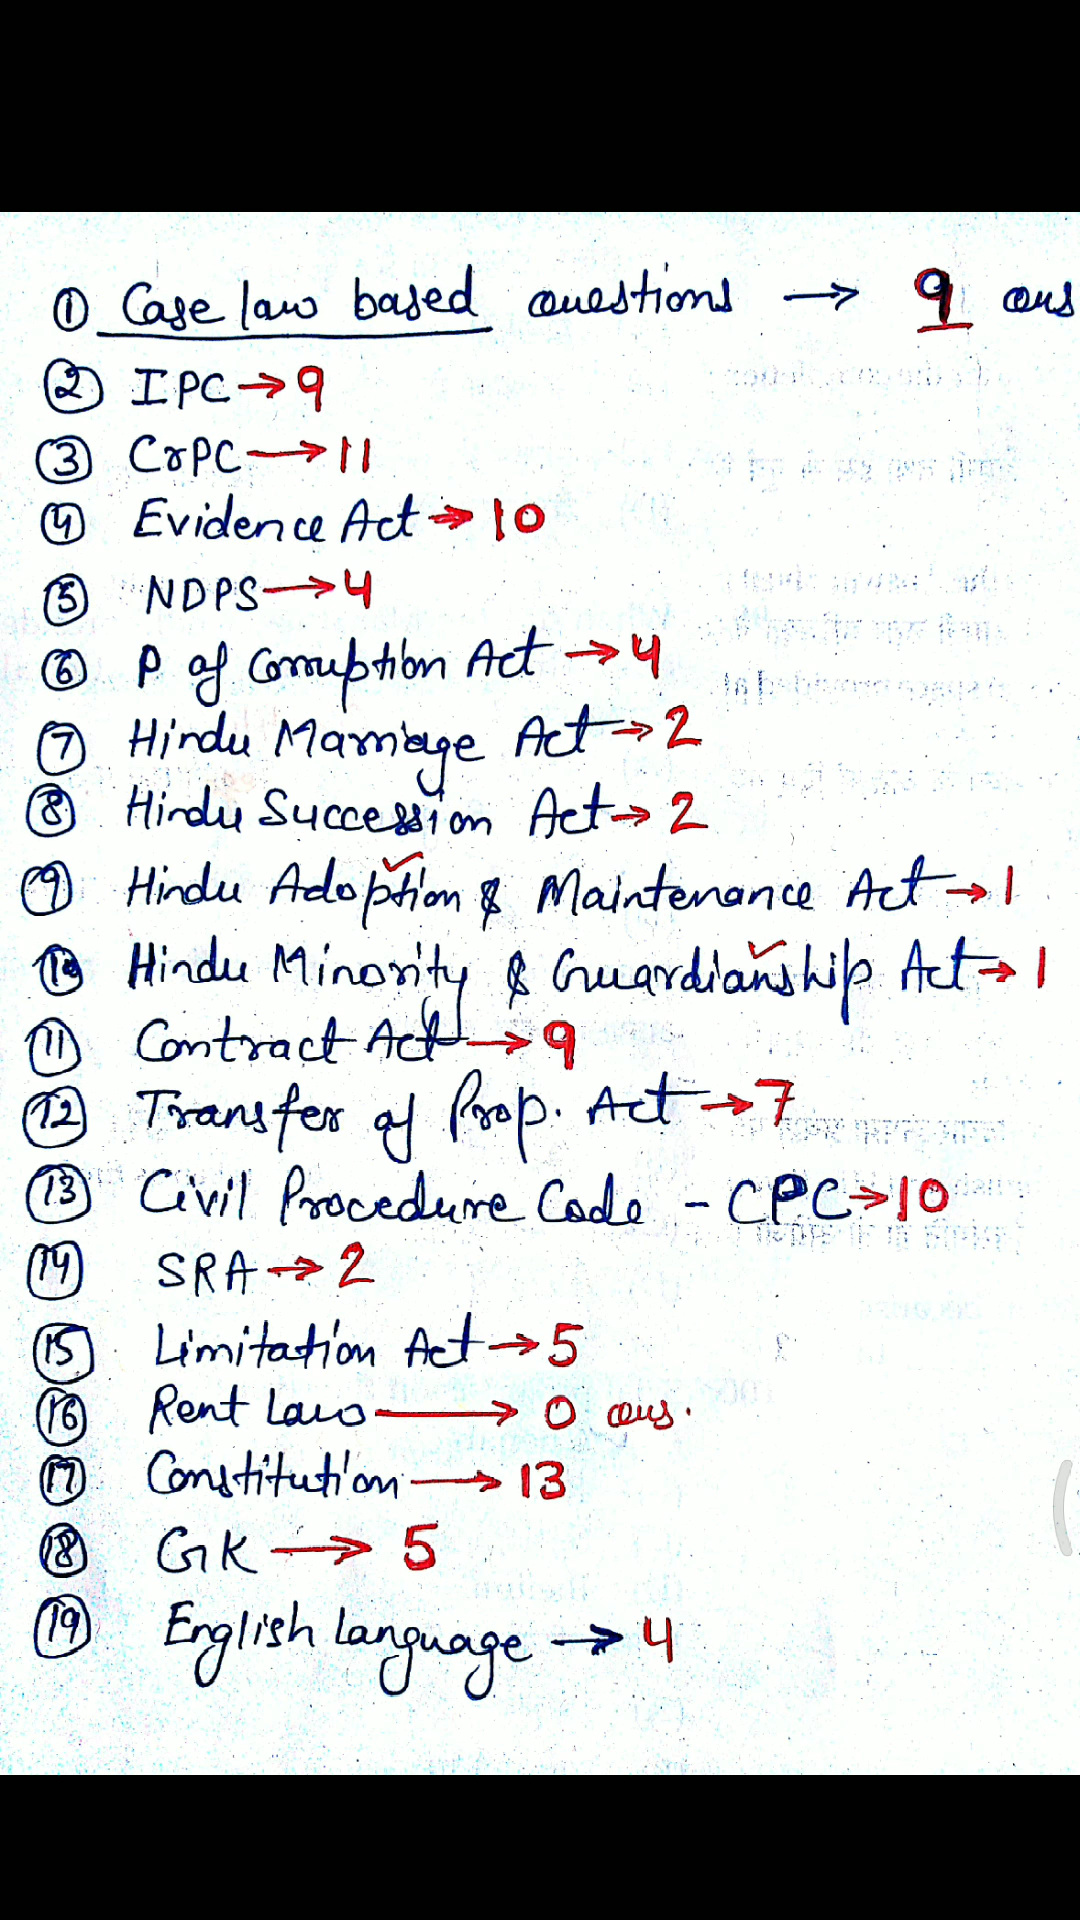 ① Case law based questions → 9 ques
② IPC → 9
③ CrPC → 11
④ Evidence Act → 10
⑤ NDPS → 4
⑥ P of Corruption Act → 4
⑦ Hindu Marriage Act → 2
⑧ Hindu Succession Act → 2
⑨ Hindu Adoption & Maintenance Act → 1
⑩ Hindu Minority & Guardianship Act → 1
⑪ Contract Act → 9
⑫ Transfer of Prop. Act → 7
⑬ Civil Procedure Code - CPC → 10
⑭ SRA → 2
⑮ Limitation Act → 5
⑯ Rent Law → 0 ques.
⑰ Constitution → 13
⑱ GK → 5
⑲ English language → 4